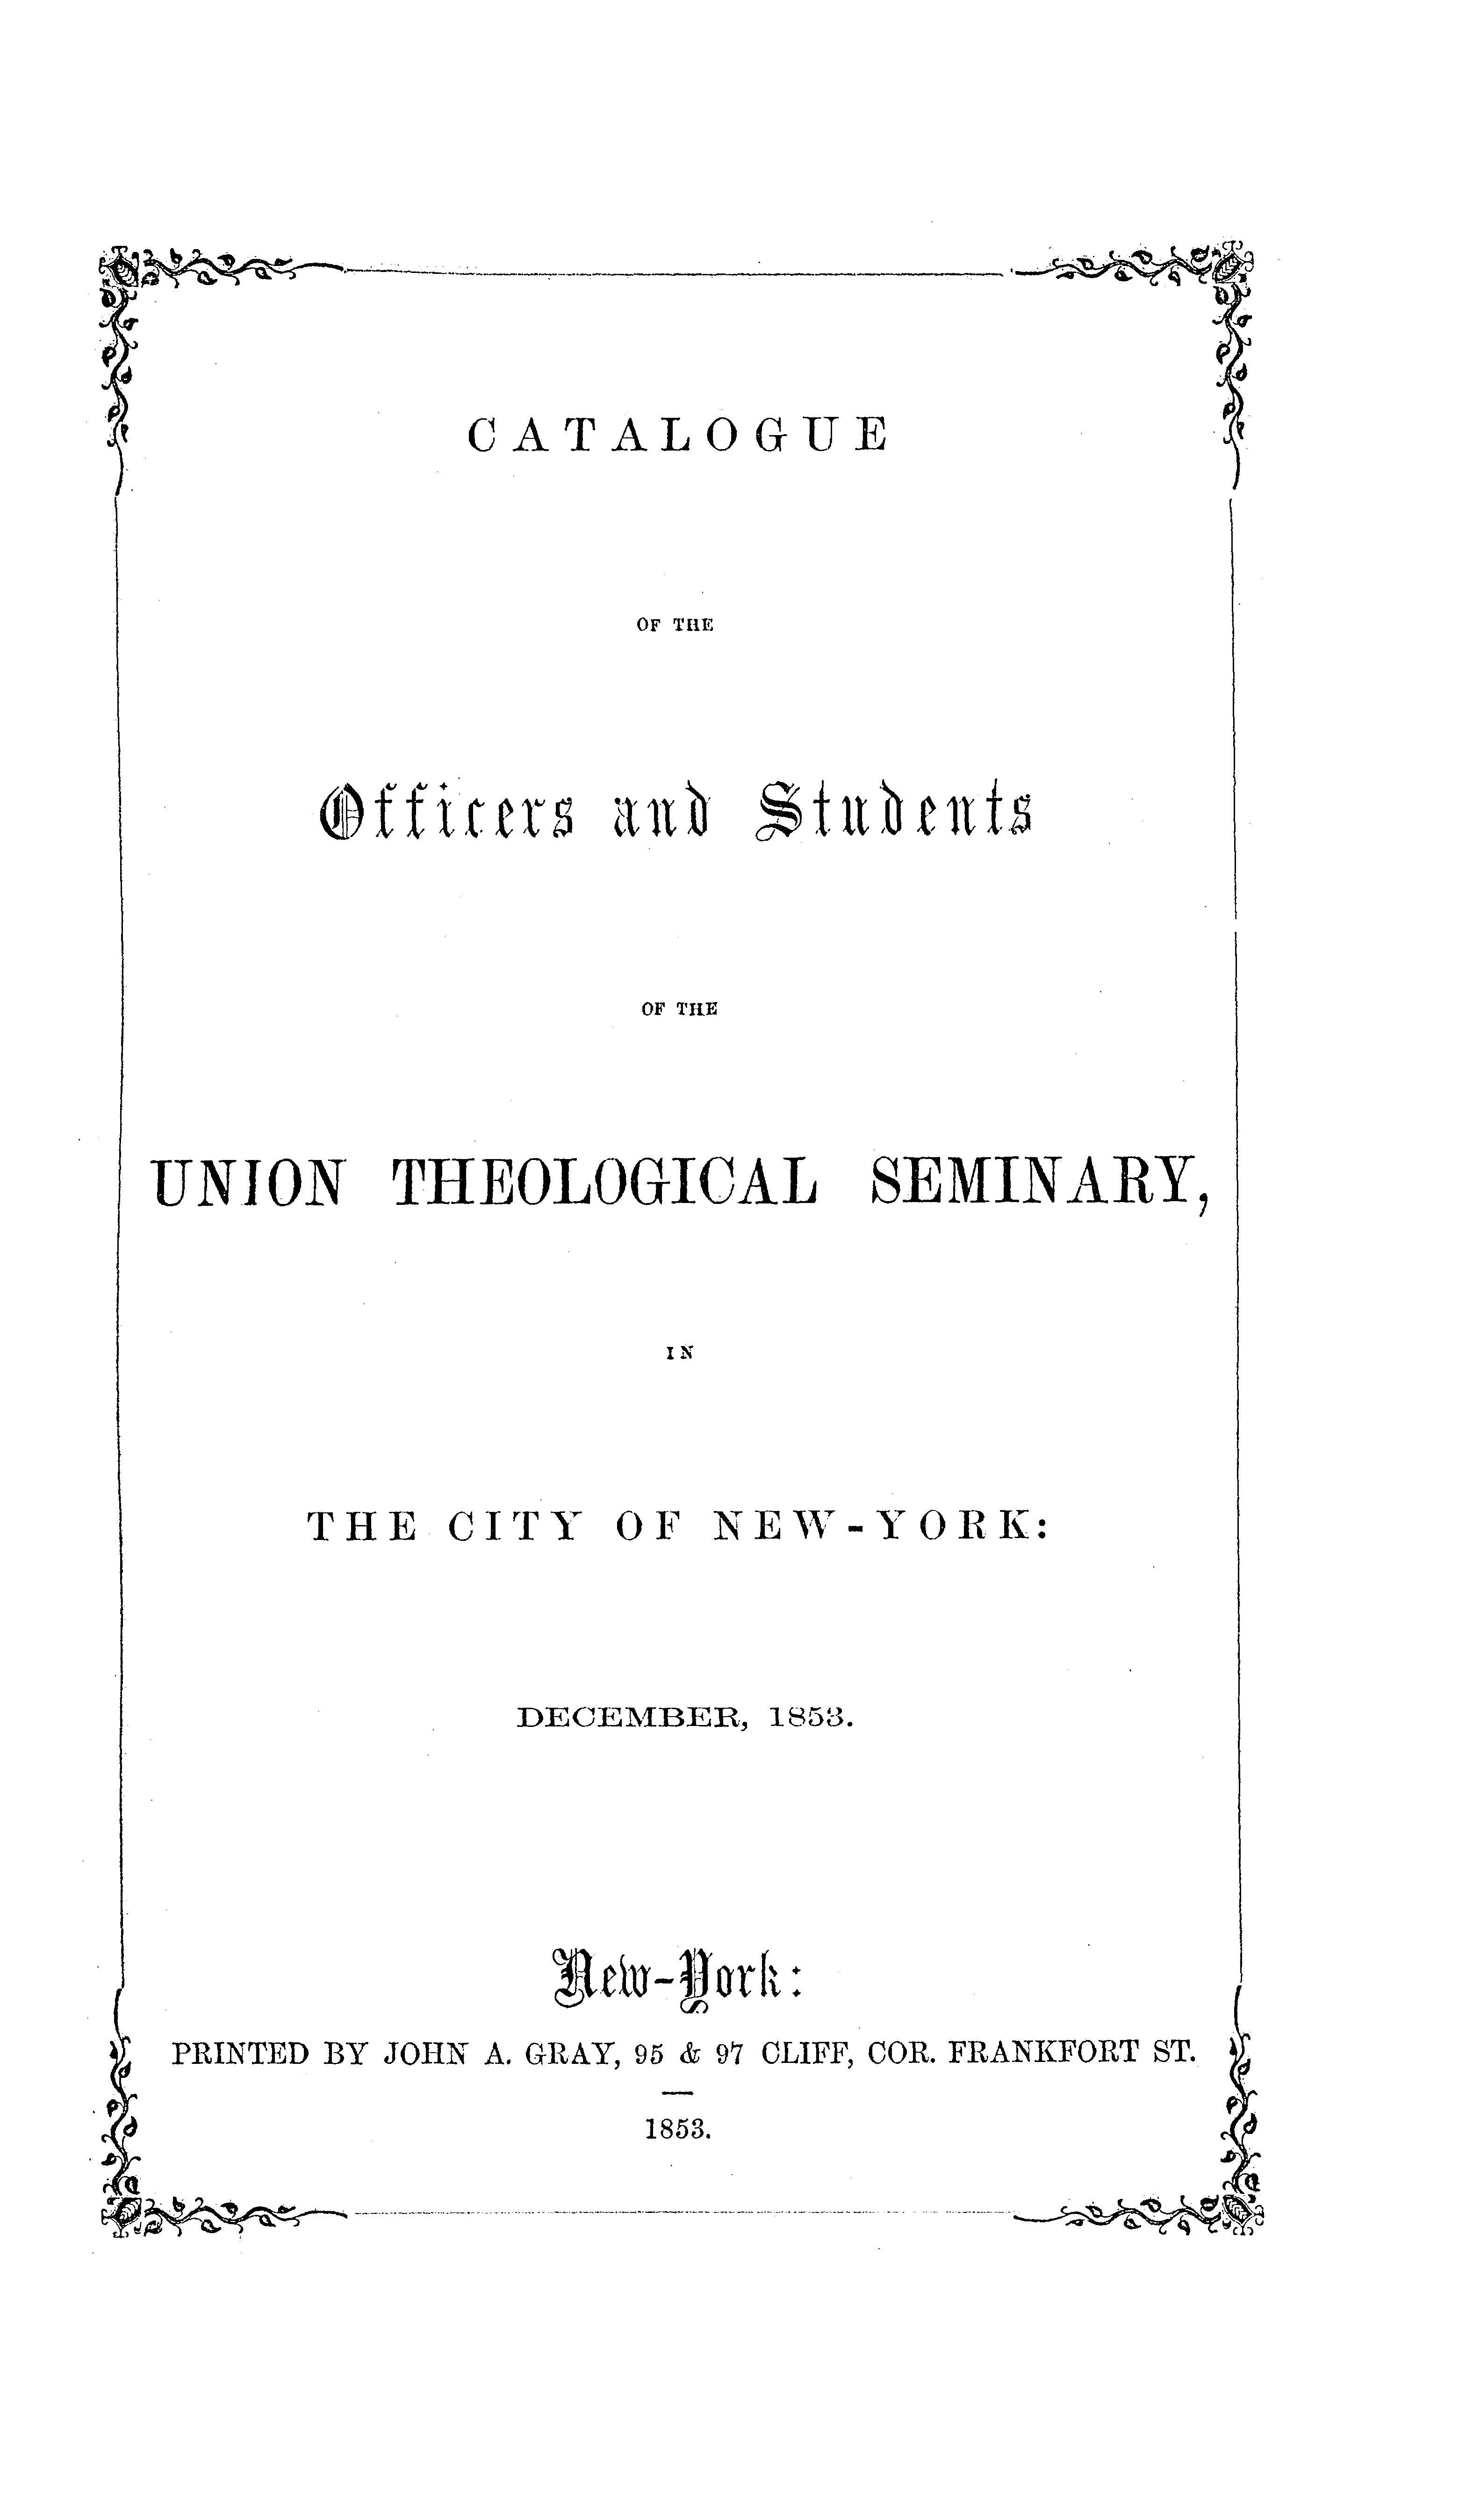 CATALOGUE
OF THE
Officers and Students
OF THE
UNION THEOLOGICAL SEMINARY,
IN
THE CITY OF NEW-YORK:
DECEMBER, 1853.
New-York:
PRINTED BY JOHN A. GRAY, 95 & 97 CLIFF, COR. FRANKFORT ST.
1853.